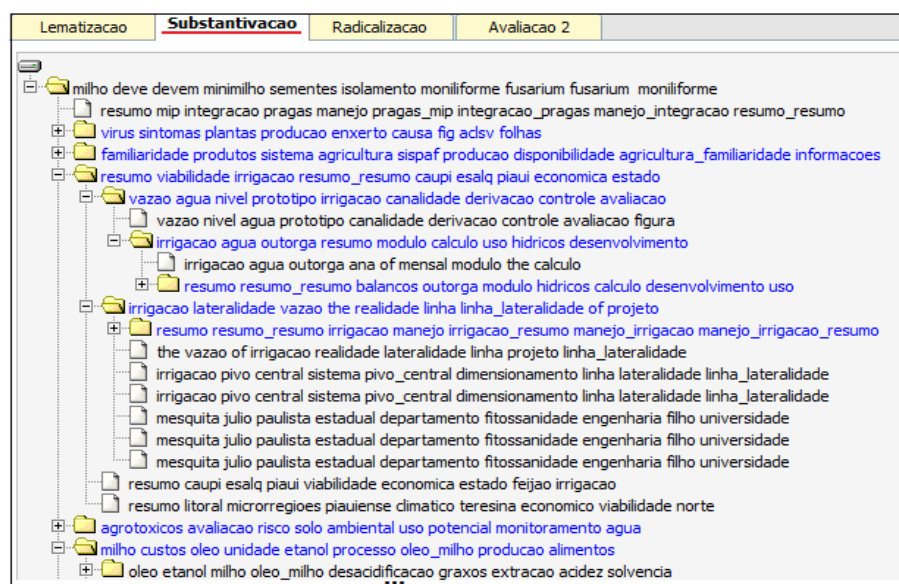 Lematizacao Substantivacao Radicalizacao Avaliacao 2
milho deve devem minimilho sementes isolamento moniliforme fusarium fusarium moniliforme
resumo mip integracao pragas manejo pragas_mip integracao_pragas manejo_integracao resumo_resumo
virus sintomas plantas producao enxerto causa fig aclsv folhas
familiaridade produtos sistema agricultura sispaf producao disponibilidade agricultura_familiaridade informacoes
resumo viabilidade irrigacao resumo_resumo caupi esalq piaui economica estado
vazao agua nivel prototipo irrigacao canalidade derivacao controle avaliacao
vazao nivel agua prototipo canalidade derivacao controle avaliacao figura
irrigacao agua outorga resumo modulo calculo uso hidricos desenvolvimento
irrigacao agua outorga ana of mensal modulo the calculo
resumo resumo_resumo balancos outorga modulo hidricos calculo desenvolvimento uso
irrigacao lateralidade vazao the realidade linha linha_lateralidade of projeto
resumo resumo_resumo irrigacao manejo irrigacao_resumo manejo_irrigacao manejo_irrigacao_resumo
the vazao of irrigacao realidade lateralidade linha projeto linha_lateralidade
irrigacao pivo central sistema pivo_central dimensionamento linha lateralidade linha_lateralidade
irrigacao pivo central sistema pivo_central dimensionamento linha lateralidade linha_lateralidade
mesquita julio paulista estadual departamento fitossanidade engenharia filho universidade
mesquita julio paulista estadual departamento fitossanidade engenharia filho universidade
mesquita julio paulista estadual departamento fitossanidade engenharia filho universidade
resumo caupi esalq piaui viabilidade economica estado feijao irrigacao
resumo litoral microrregioes piauiense climatico teresina economico viabilidade norte
agrotoxicos avaliacao risco solo ambiental uso potencial monitoramento agua
milho custos oleo unidade etanol processo oleo_milho producao alimentos
oleo etanol milho oleo_milho desacidificacao graxos extracao acidez solvencia
...